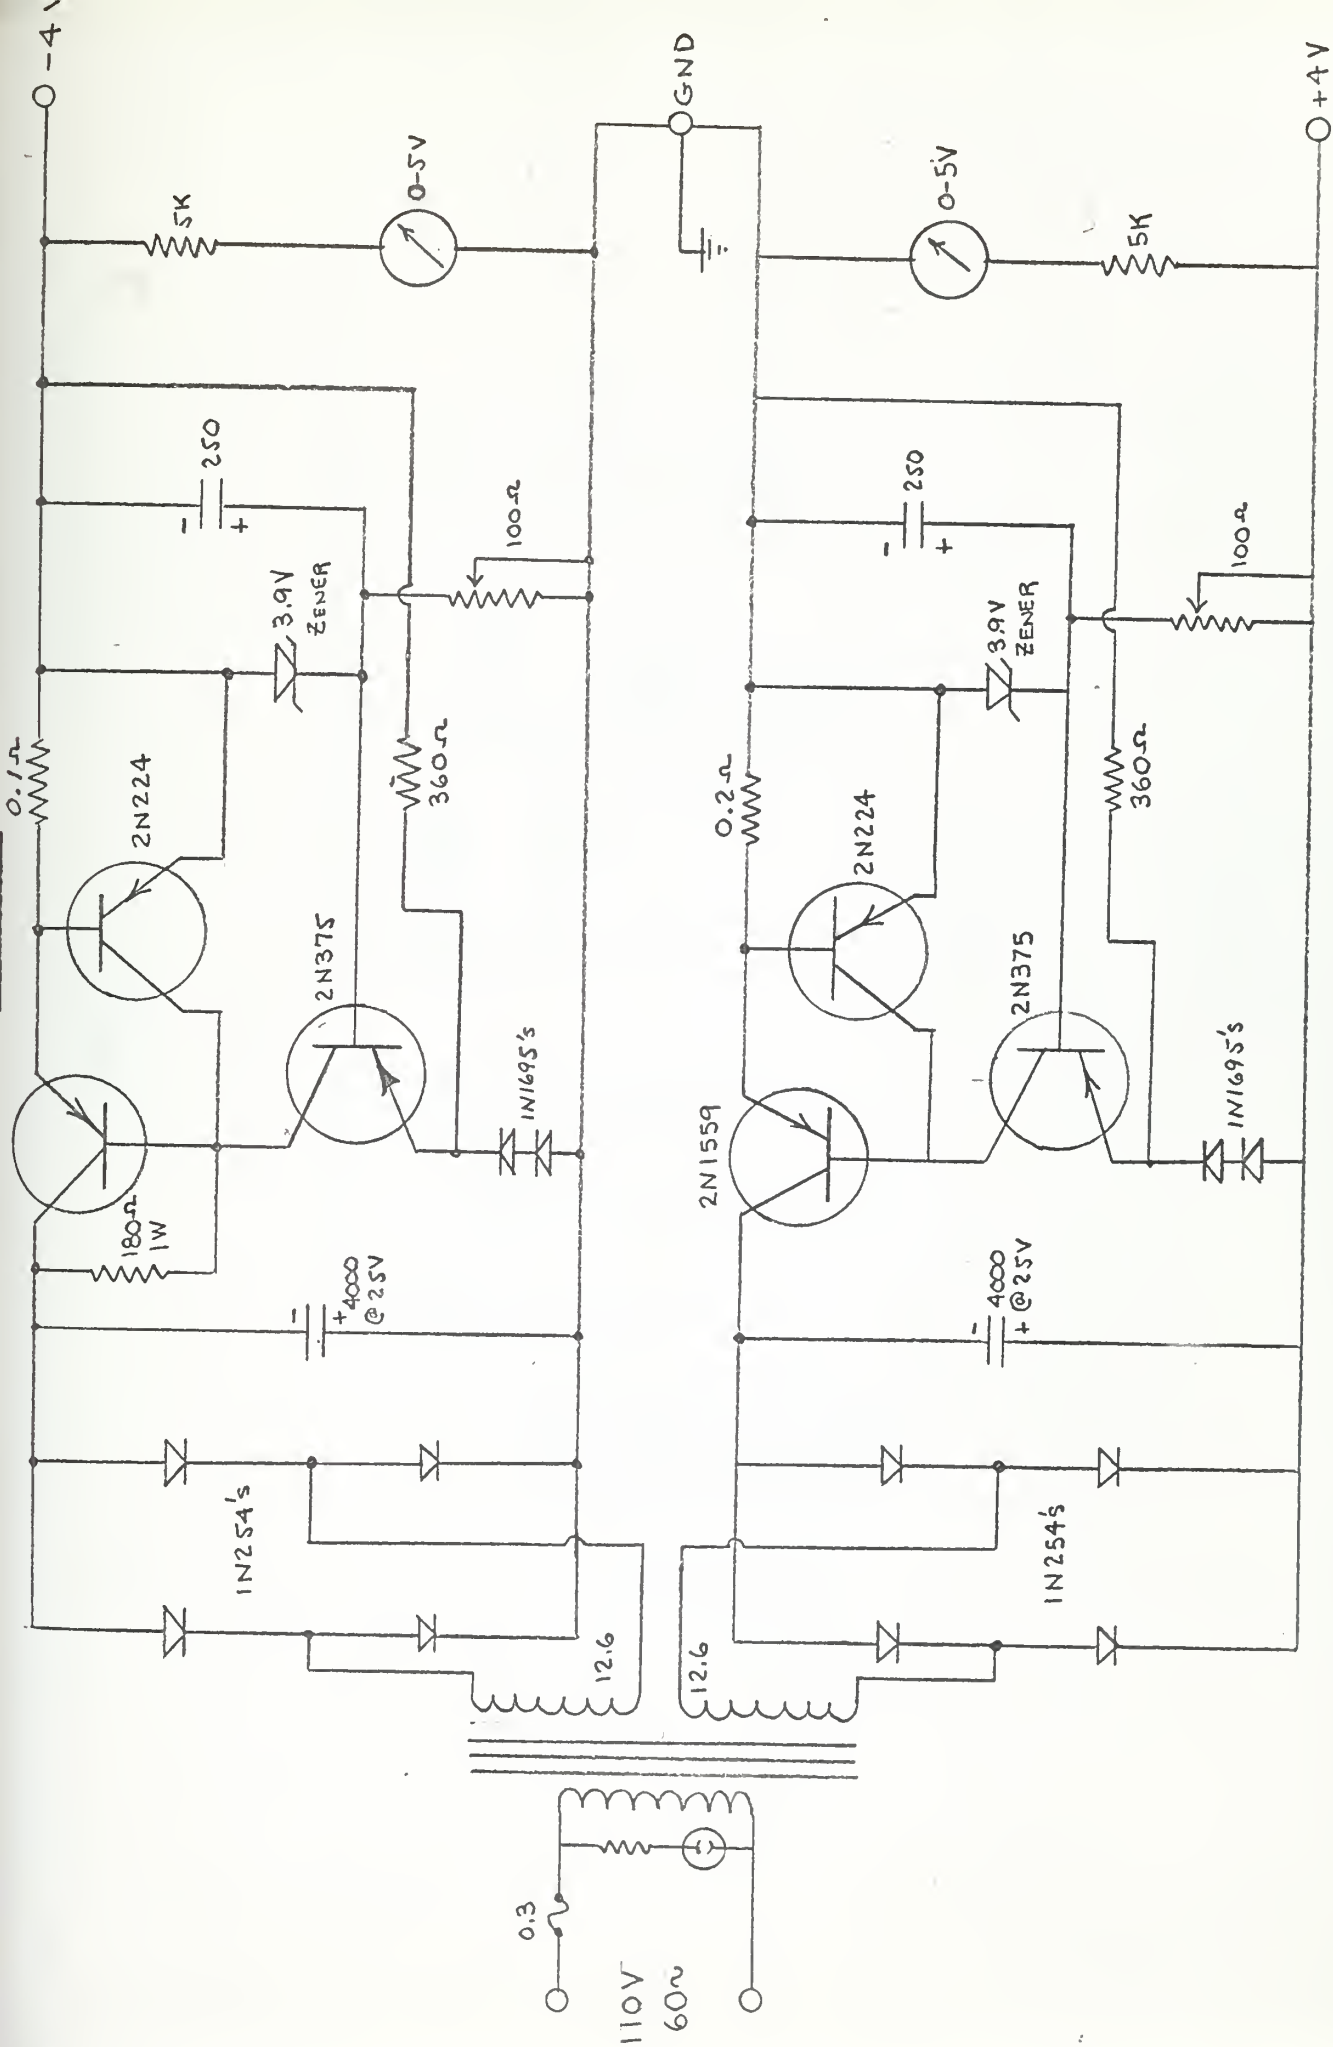 -4V
GND
+4V
5K
0-5V
0-5V
5K
250
-
+
100Ω
250
-
+
100Ω
3.9V
ZENER
3.9V
ZENER
0.1Ω
2N224
360Ω
0.2Ω
2N224
360Ω
2N375
2N375
1N1695's
1N1695's
180Ω
1W
2N1559
-
+
4000
@25V
-
+
4000
@25V
1N254's
1N254's
12.6
12.6
0.3
110V
60~